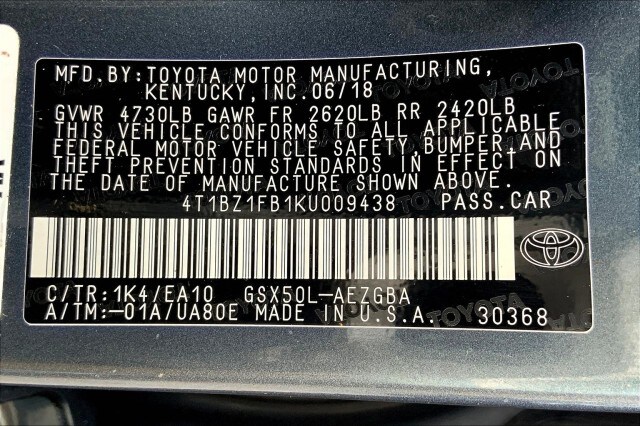 MFD.BY:TOYOTA MOTOR MANUFACTURING,
KENTUCKY,INC.06/18
GVWR 4730LB GAWR FR 2620LB RR 2420LB
THIS VEHICLE CONFORMS TO ALL APPLICABLE
FEDERAL MOTOR VEHICLE SAFETY,BUMPER,AND
THEFT PREVENTION STANDARDS IN EFFECT ON
THE DATE OF MANUFACTURE SHOWN ABOVE.
4T1BZ1FB1KU009438 PASS.CAR
C/TR:1K4/EA10 GSX50L-AEZGBA
A/TM:-01A/UA80E MADE IN U.S.A. 30368